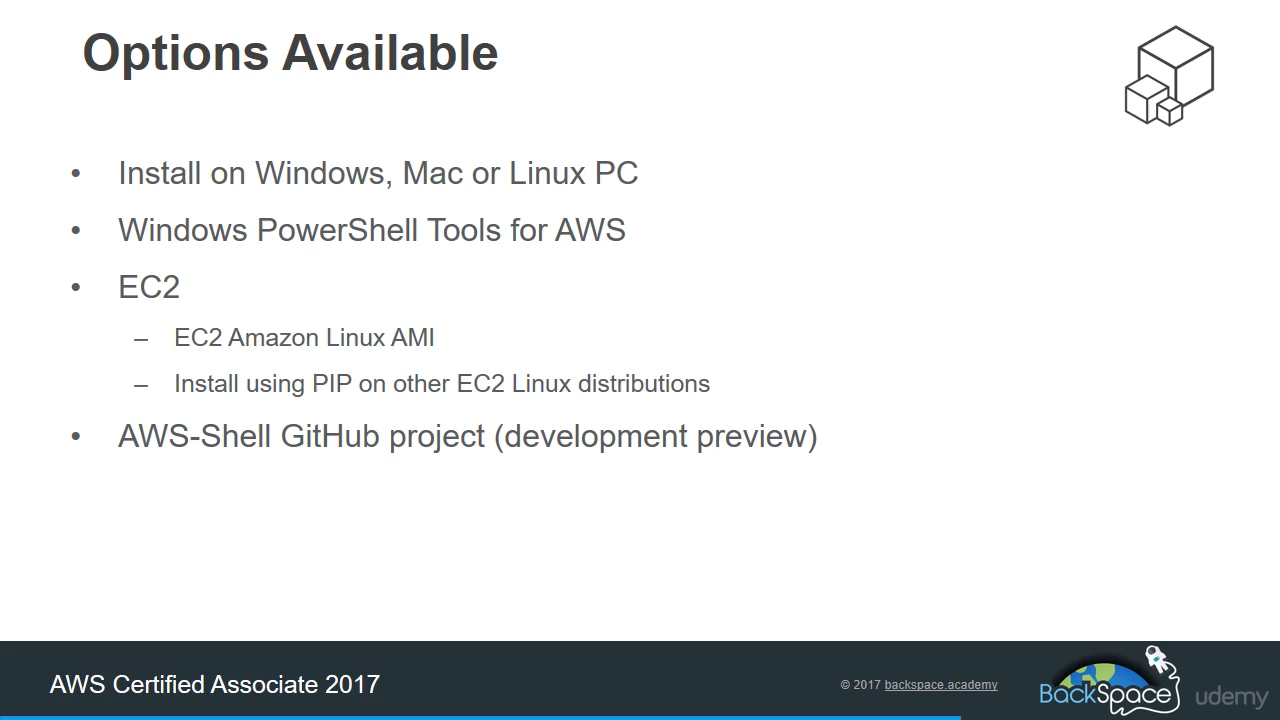 Options Available
• Install on Windows, Mac or Linux PC
• Windows PowerShell Tools for AWS
• EC2
– EC2 Amazon Linux AMI
– Install using PIP on other EC2 Linux distributions
• AWS-Shell GitHub project (development preview)
AWS Certified Associate 2017
© 2017 backspace.academy
BackSpace
udemy